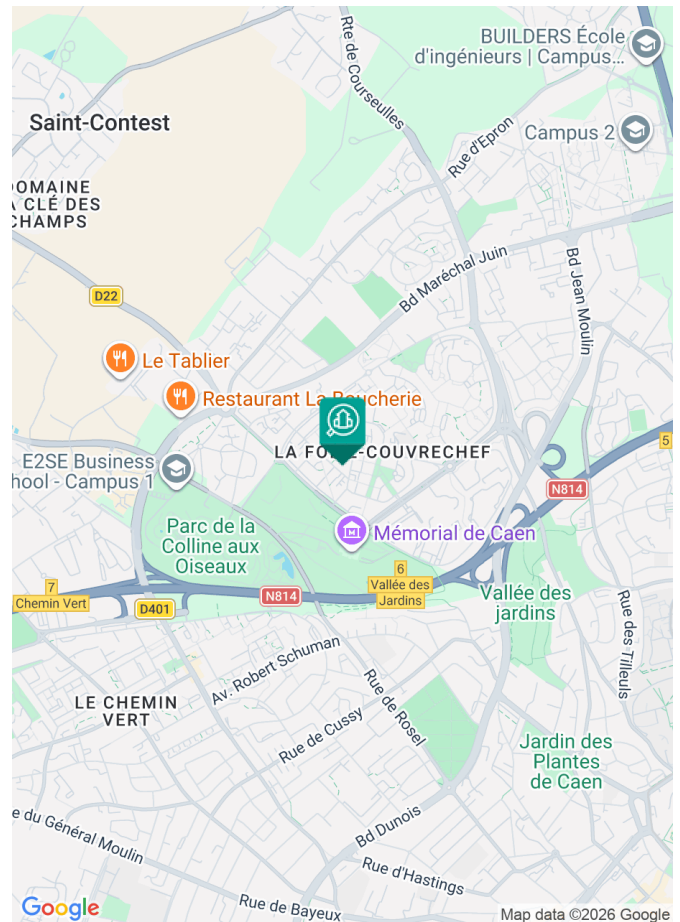 BUILDERS École
d'ingénieurs | Campus...
Rte de Courseulles
Saint-Contest
Campus 2
Rue d'Epron
DOMAINE
CLÉ DES
CHAMPS
Bd Maréchal Juin
Bd Jean Moulin
D22
Le Tablier
Restaurant La Boucherie
5
LA FOLIE-COUVRECHEF
E2SE Business
hool - Campus 1
N814
Parc de la
Colline aux
Oiseaux
Mémorial de Caen
6
Vallée des
Jardins
7
Chemin Vert
N814
D401
Vallée des
jardins
Rue des Tilleuls
Av. Robert Schuman
Rue de Rosel
LE CHEMIN
VERT
Rue de Cussy
Jardin des
Plantes
de Caen
e du Général Moulin
Bd Dunois
Rue d'Hastings
Rue de Bayeux
Google
Map data ©2026 Google